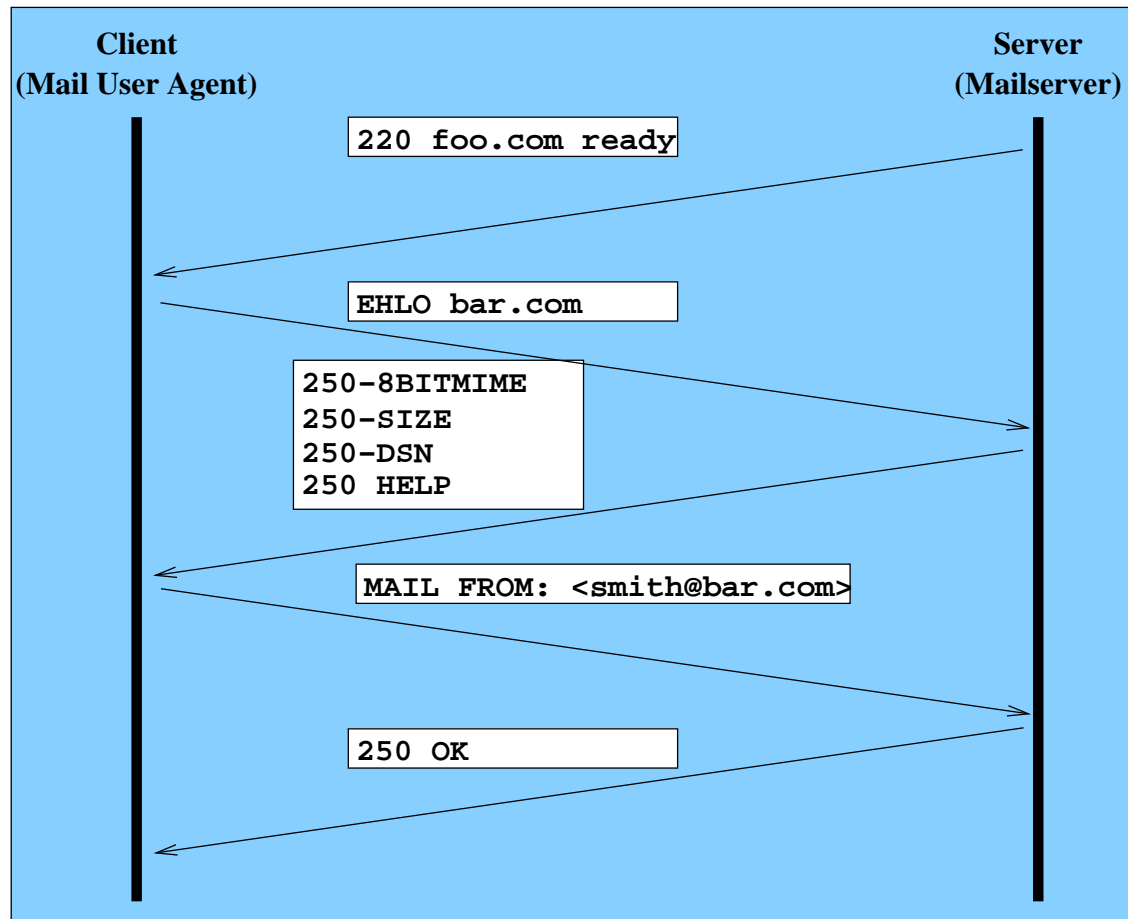 Client
(Mail User Agent)
Server
(Mailserver)
220 foo.com ready
EHLO bar.com
250-8BITMIME
250-SIZE
250-DSN
250 HELP
MAIL FROM: <smith@bar.com>
250 OK